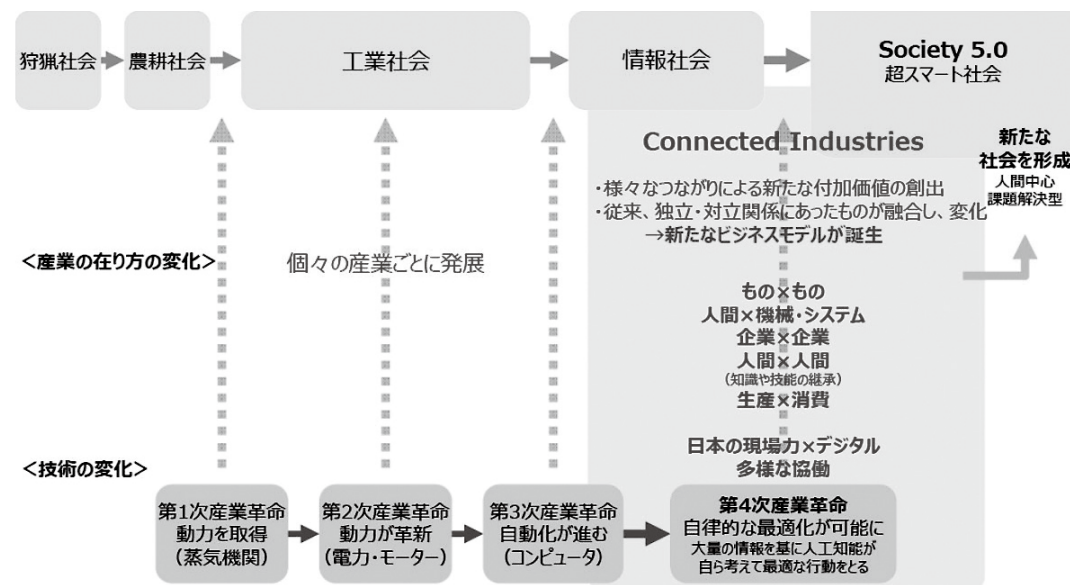 狩猟社会
農耕社会
工業社会
情報社会
Society 5.0
超スマート社会
Connected Industries
新たな
社会を形成
人間中心
課題解決型
・様々なつながりによる新たな付加価値の創出
・従来、独立・対立関係にあったものが融合し、変化
→新たなビジネスモデルが誕生
<産業の在り方の変化>
個々の産業ごとに発展
もの×もの
人間×機械・システム
企業×企業
人間×人間
(知識や技能の継承)
生産×消費
日本の現場力×デジタル
多様な協働
<技術の変化>
第1次産業革命
動力を取得
(蒸気機関)
第2次産業革命
動力が革新
(電力・モーター)
第3次産業革命
自動化が進む
(コンピュータ)
第4次産業革命
自律的な最適化が可能に
大量の情報を基に人工知能が
自ら考えて最適な行動をとる